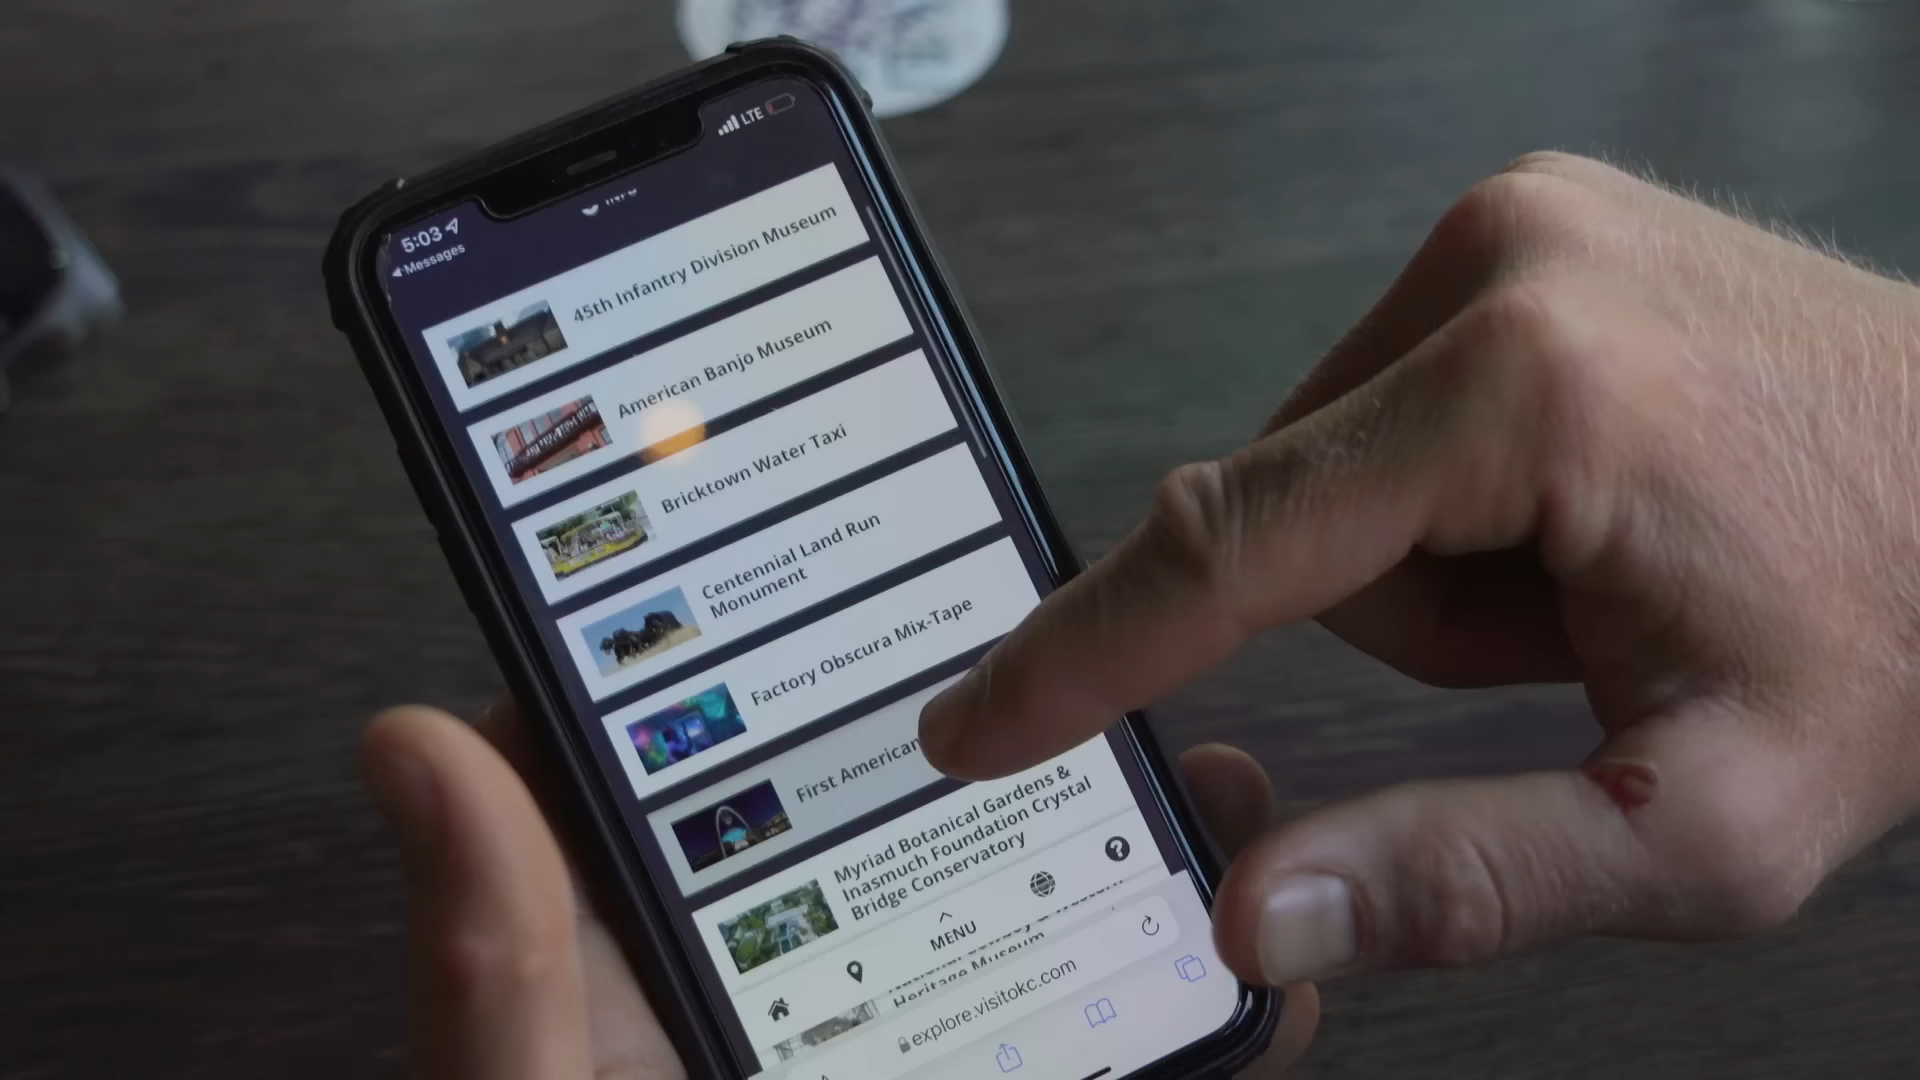 LTE
5:03
Messages
45th Infantry Division Museum
American Banjo Museum
Bricktown Water Taxi
Centennial Land Run
Monument
Factory Obscura Mix-Tape
First American
Myriad Botanical Gardens &
Inasmuch Foundation Crystal
Bridge Conservatory
MENU
Heritage Museum
explore.visitokc.com